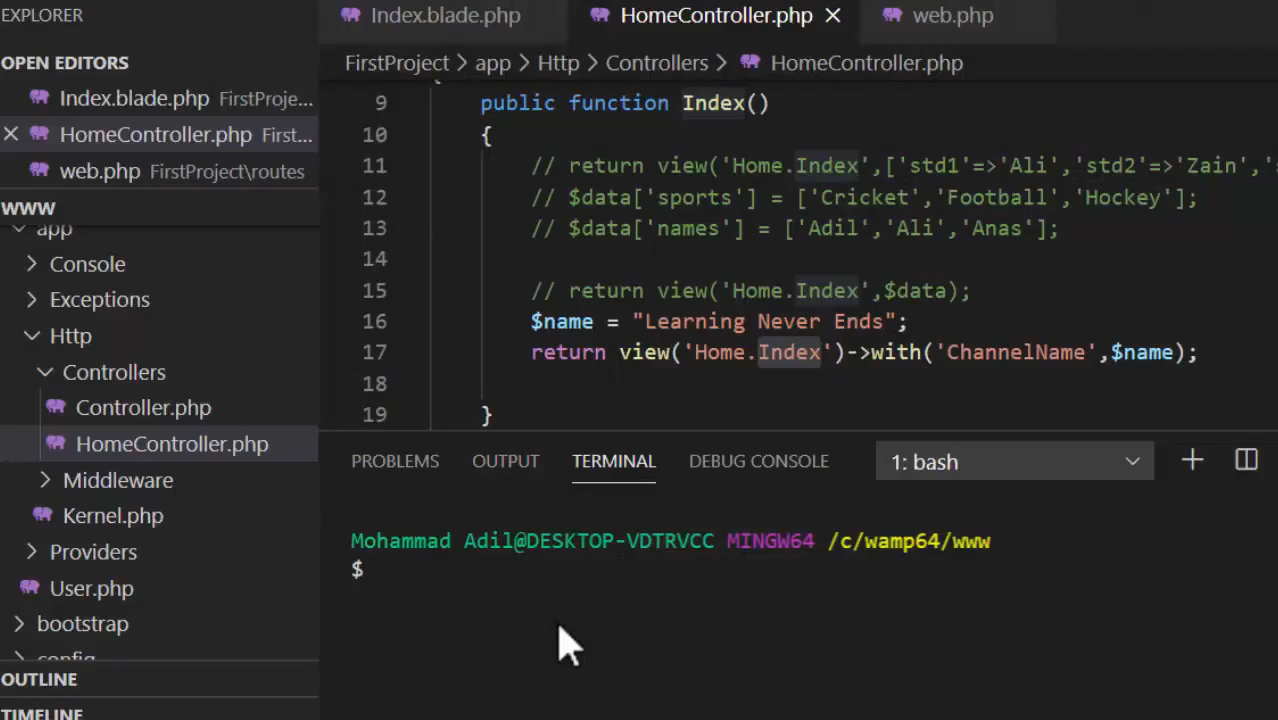 EXPLORER
OPEN EDITORS
Index.blade.php FirstProje...
HomeController.php First...
web.php FirstProject\routes
WWW
app
Console
Exceptions
Http
Controllers
Controller.php
HomeController.php
Middleware
Kernel.php
Providers
User.php
bootstrap
config
OUTLINE
TIMELINE
Index.blade.php HomeController.php web.php
FirstProject > app > Http > Controllers > HomeController.php
9 public function Index()
10 {
11 // return view('Home.Index',['std1'=>'Ali','std2'=>'Zain','
12 // $data['sports'] = ['Cricket','Football','Hockey'];
13 // $data['names'] = ['Adil','Ali','Anas'];
14
15 // return view('Home.Index',$data);
16 $name = "Learning Never Ends";
17 return view('Home.Index')->with('ChannelName',$name);
18
19 }
PROBLEMS OUTPUT TERMINAL DEBUG CONSOLE 1: bash
Mohammad Adil@DESKTOP-VDTRVCC MINGW64 /c/wamp64/www
$